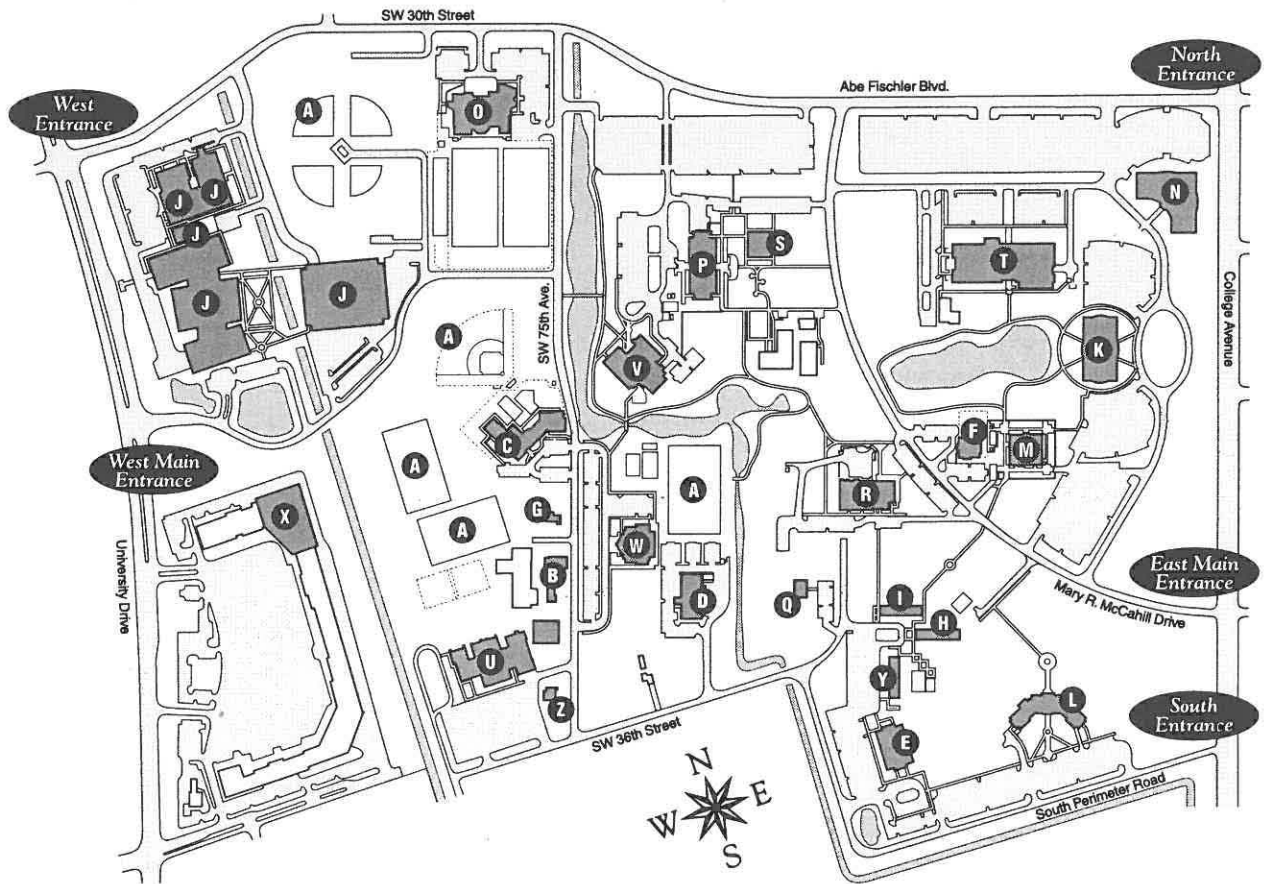 SW 30th Street
North
Entrance
Abe Fischler Blvd.
West
Entrance
A
O
J
J
N
J
S
P
T
J
J
College Avenue
SW 75th Ave.
A
K
V
C
F
M
West Main
Entrance
A
A
R
X
G
A
W
University Drive
B
East Main
Entrance
D
Q
I
Mary R. McCahill Drive
H
U
Y
Z
L
South
Entrance
SW 36th Street
E
N
E
W
S
South Perimeter Road